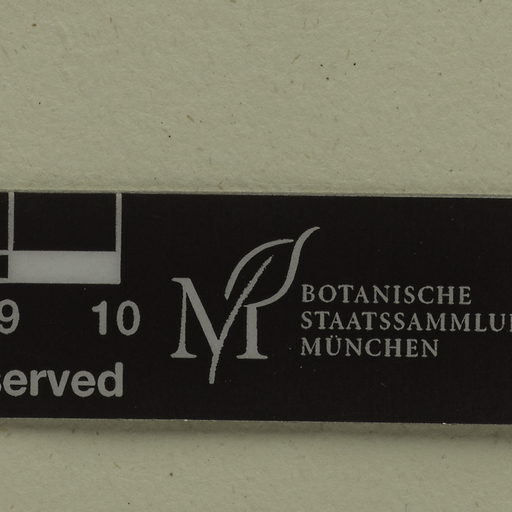 9 10
served
BOTANISCHE
STAATSSAMMLU
MÜNCHEN